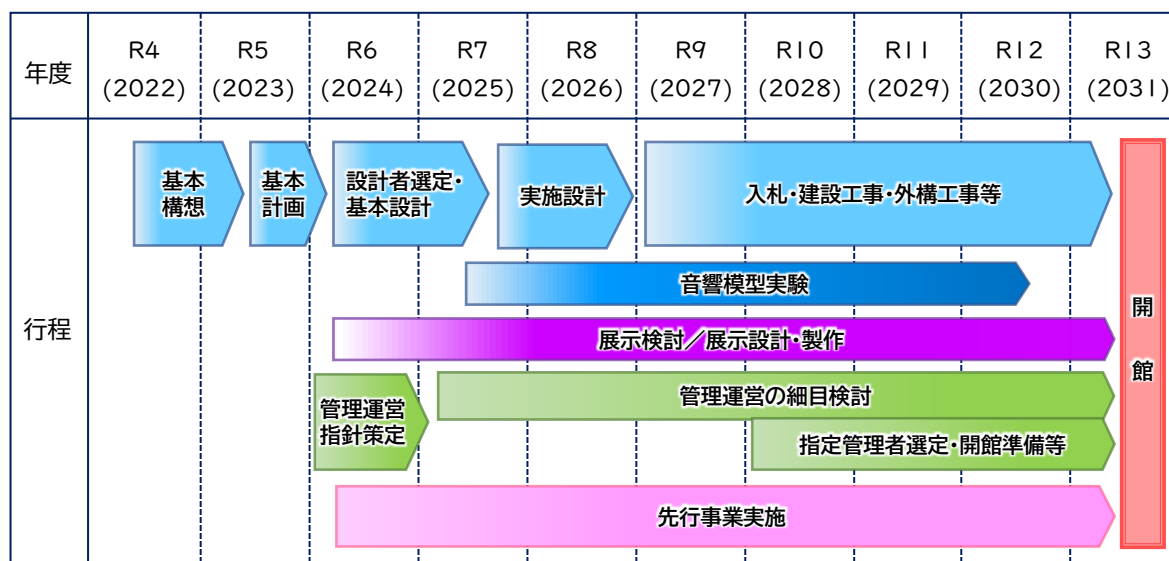 年度
R4
(2022)
R5
(2023)
R6
(2024)
R7
(2025)
R8
(2026)
R9
(2027)
R10
(2028)
R11
(2029)
R12
(2030)
R13
(2031)
行程
基本
構想
基本
計画
設計者選定・
基本設計
実施設計
入札・建設工事・外構工事等
音響模型実験
展示検討／展示設計・製作
管理運営
指針策定
管理運営の細目検討
指定管理者選定・開館準備等
先行事業実施
開
館